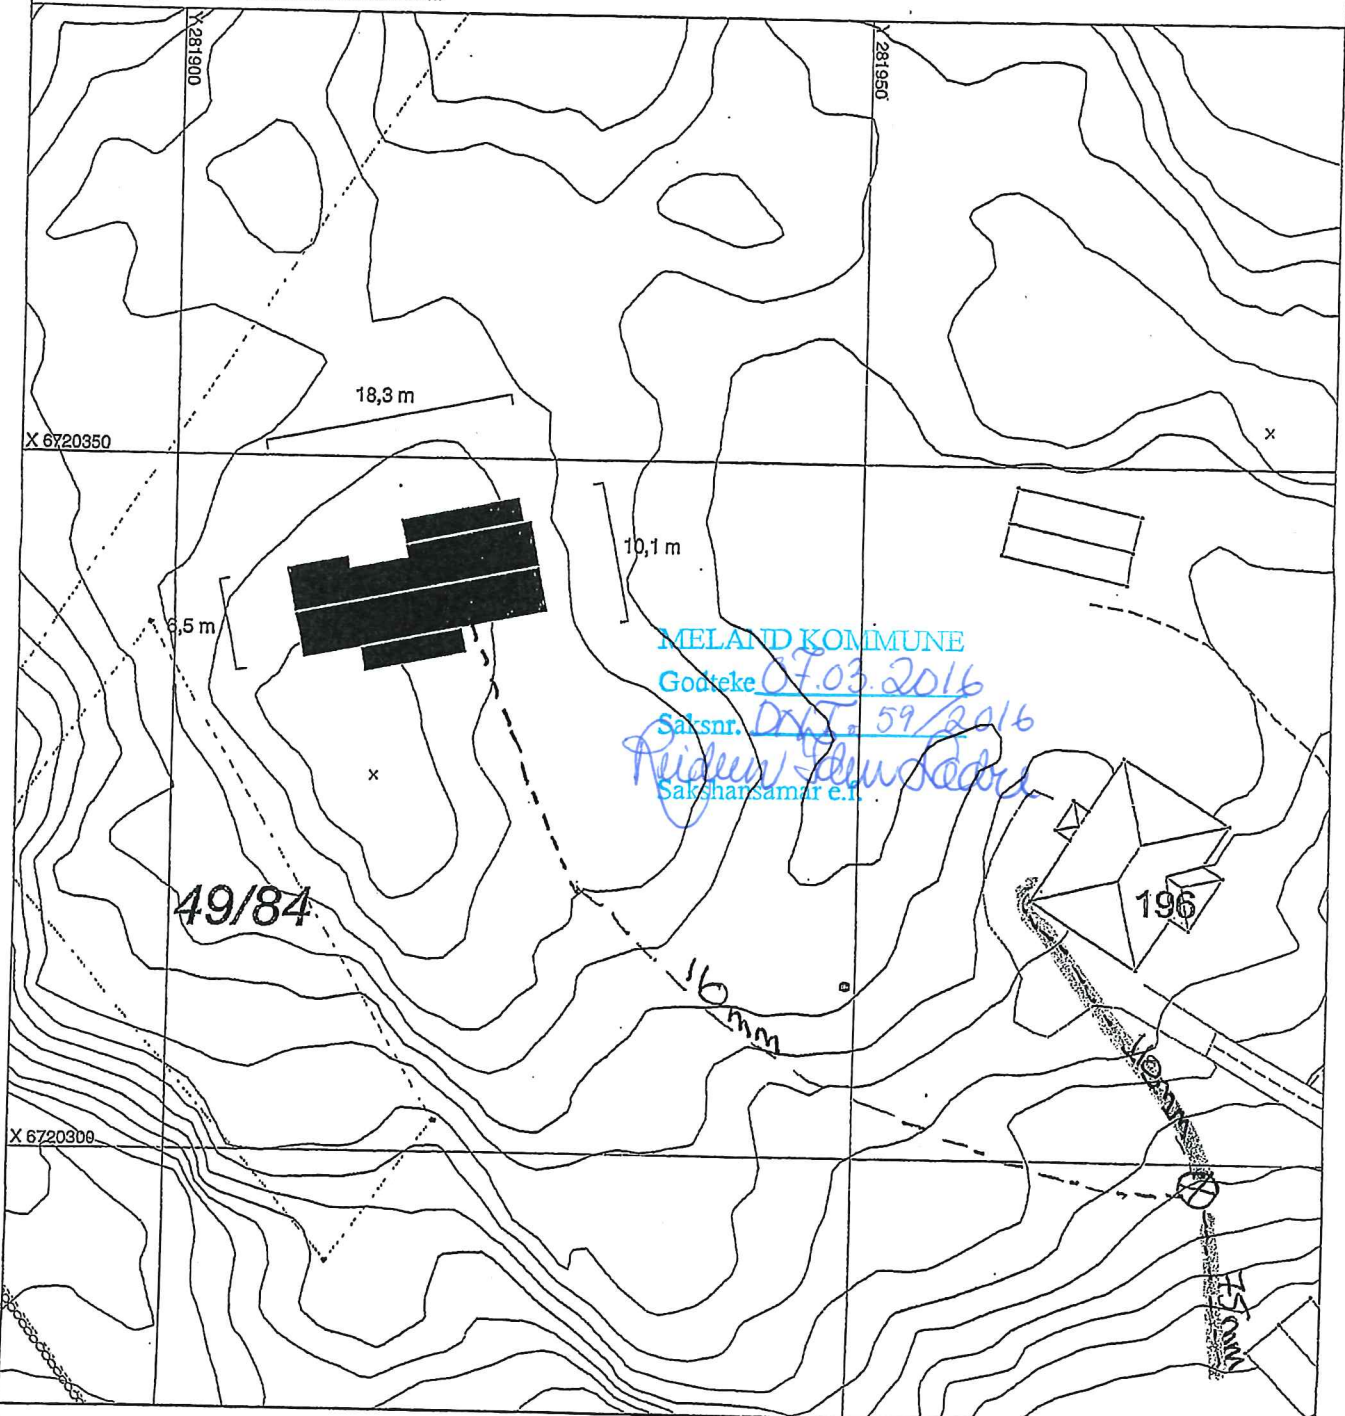 Y 281900
Y 281950
18,3 m
X 6720350
10,1 m
6,5 m
MELAND KOMMUNE
Godteke 07.03.2016
Saksnr. DNT. 59/2016
Sakshansamar e.f.
49/84
196
16 mm
X 6720300